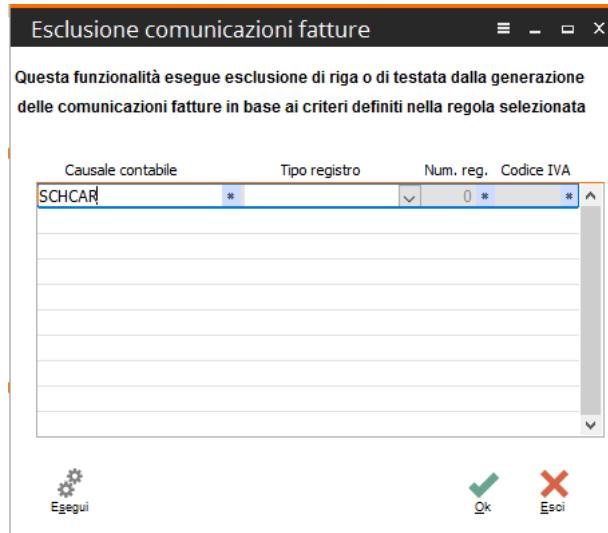 Esclusione comunicazioni fatture
Questa funzionalità esegue esclusione di riga o di testata dalla generazione
delle comunicazioni fatture in base ai criteri definiti nella regola selezionata
Causale contabile Tipo registro Num. reg. Codice IVA
SCHCAR * 0 * *
Esegui Ok Esci